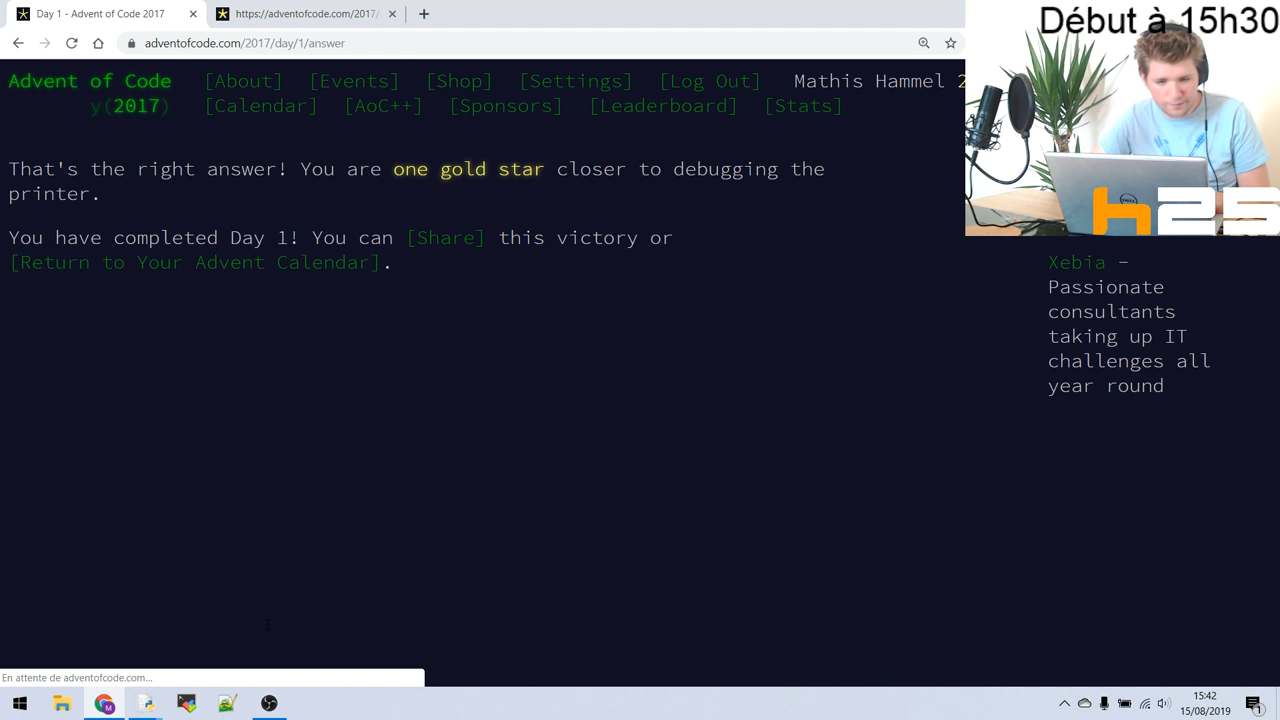 Day 1 - Advent of Code 2017
https://adventofcode.com/2017/
Début à 15h30
adventofcode.com/2017/day/1/answer
Advent of Code [About] [Events] [Shop] [Settings] [Log Out] Mathis Hammel 2
y(2017) [Calendar] [AoC++] [Sponsors] [Leaderboard] [Stats]
That's the right answer! You are one gold star closer to debugging the
printer.
You have completed Day 1! You can [Share] this victory or
[Return to Your Advent Calendar].
h25
Xebia –
Passionate
consultants
taking up IT
challenges all
year round
En attente de adventofcode.com...
15:42
15/08/2019
1